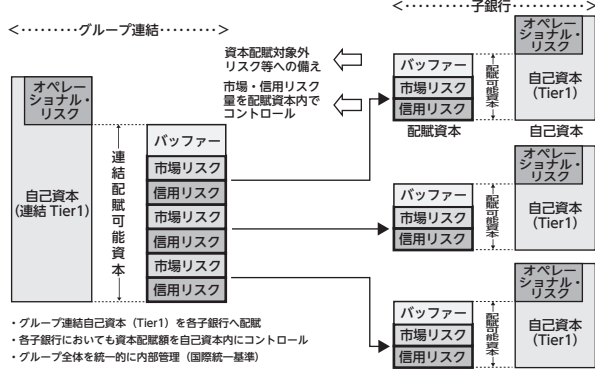 <………グループ連結………>
オペレー
ショナル・
リスク
自己資本
(連結 Tier1)
連結配賦可能資本
バッファー
市場リスク
信用リスク
市場リスク
信用リスク
市場リスク
信用リスク
資本配賦対象外
リスク等への備え
市場・信用リスク
量を配賦資本内で
コントロール
<………子銀行………>
バッファー
市場リスク
信用リスク
配賦資本
配賦可能資本
オペレー
ショナル・
リスク
自己資本
(Tier1)
自己資本
バッファー
市場リスク
信用リスク
配賦可能資本
オペレー
ショナル・
リスク
自己資本
(Tier1)
バッファー
市場リスク
信用リスク
配賦可能資本
オペレー
ショナル・
リスク
自己資本
(Tier1)
・グループ連結自己資本（Tier1）を各子銀行へ配賦
・各子銀行においても資本配賦額を自己資本内にコントロール
・グループ全体を統一的に内部管理（国際統一基準）